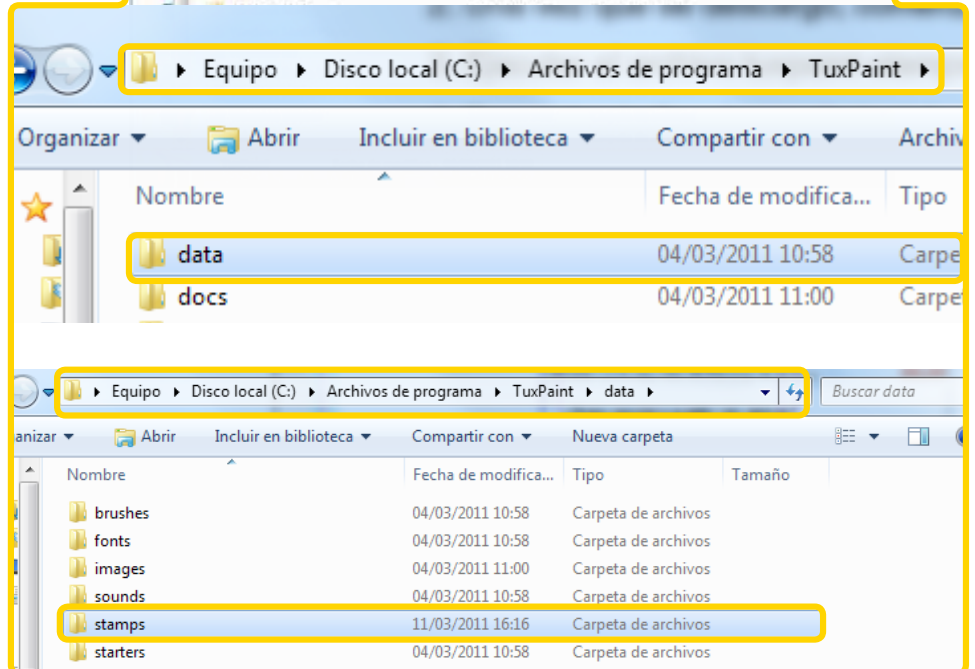 Equipo ▸ Disco local (C:) ▸ Archivos de programa ▸ TuxPaint ▸
Organizar Abrir Incluir en biblioteca Compartir con Archiv
Nombre Fecha de modifica... Tipo
data 04/03/2011 10:58 Carpe
docs 04/03/2011 11:00 Carpe
Equipo ▸ Disco local (C:) ▸ Archivos de programa ▸ TuxPaint ▸ data ▸ Buscar data
anizar Abrir Incluir en biblioteca Compartir con Nueva carpeta
Nombre Fecha de modifica... Tipo Tamaño
brushes 04/03/2011 10:58 Carpeta de archivos
fonts 04/03/2011 10:58 Carpeta de archivos
images 04/03/2011 11:00 Carpeta de archivos
sounds 04/03/2011 10:58 Carpeta de archivos
stamps 11/03/2011 16:16 Carpeta de archivos
starters 04/03/2011 10:58 Carpeta de archivos